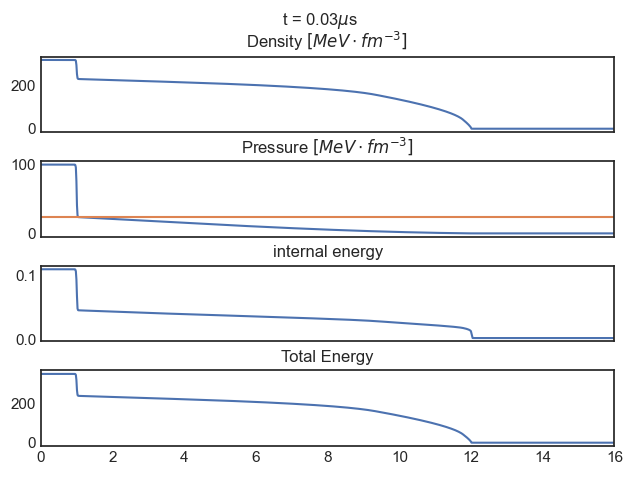 t = 0.03μs
Density [MeV · fm⁻³]
200
0
Pressure [MeV · fm⁻³]
100
0
internal energy
0.1
0.0
Total Energy
200
0
0 2 4 6 8 10 12 14 16